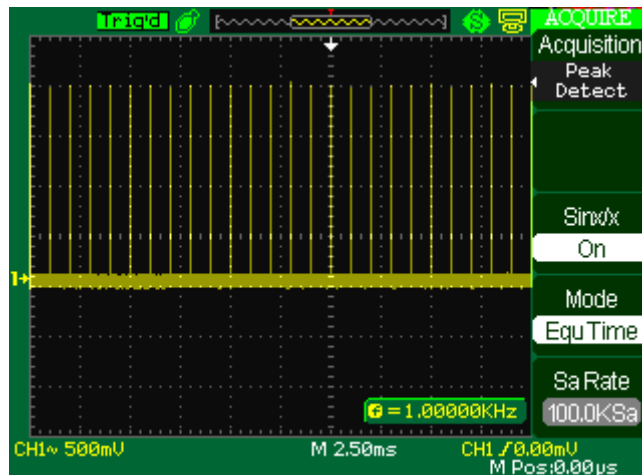 Trig'd S ACQUIRE
Acquisition
Peak
Detect
Sinx/x
On
Mode
EquTime
Sa Rate
100.0KSa
1
f = 1.00000KHz
CH1~ 500mV M 2.50ms CH1 / 0.00mV
M Pos:0.00µs